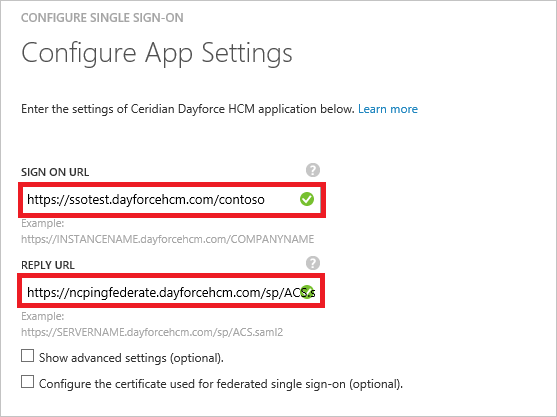 CONFIGURE SINGLE SIGN-ON
Configure App Settings
Enter the settings of Ceridian Dayforce HCM application below. Learn more
SIGN ON URL ?
https://ssotest.dayforcehcm.com/contoso
Example:
https://INSTANCENAME.dayforcehcm.com/COMPANYNAME
REPLY URL ?
https://ncpingfederate.dayforcehcm.com/sp/ACS.s
Example:
https://SERVERNAME.dayforcehcm.com/sp/ACS.saml2
Show advanced settings (optional).
Configure the certificate used for federated single sign-on (optional).